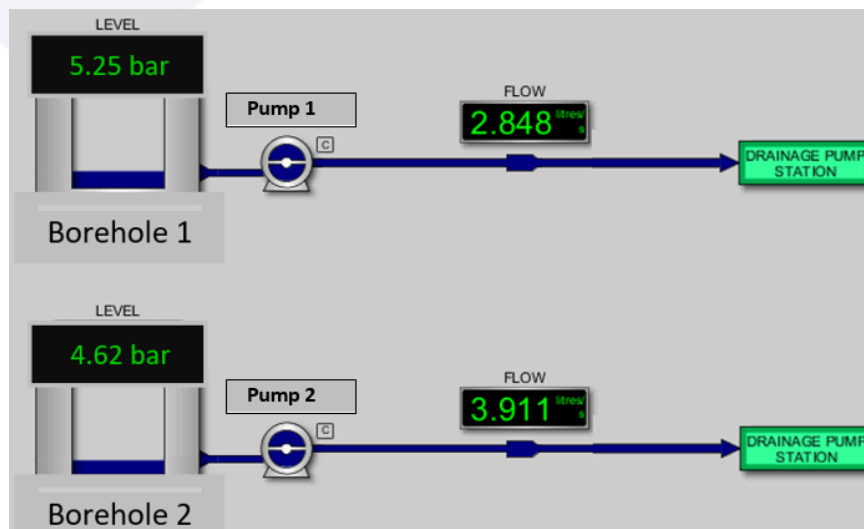 LEVEL
5.25 bar
Pump 1
C
FLOW
2.848 litres/
s
DRAINAGE PUMP
STATION
Borehole 1
LEVEL
4.62 bar
Pump 2
C
FLOW
3.911 litres/
s
DRAINAGE PUMP
STATION
Borehole 2